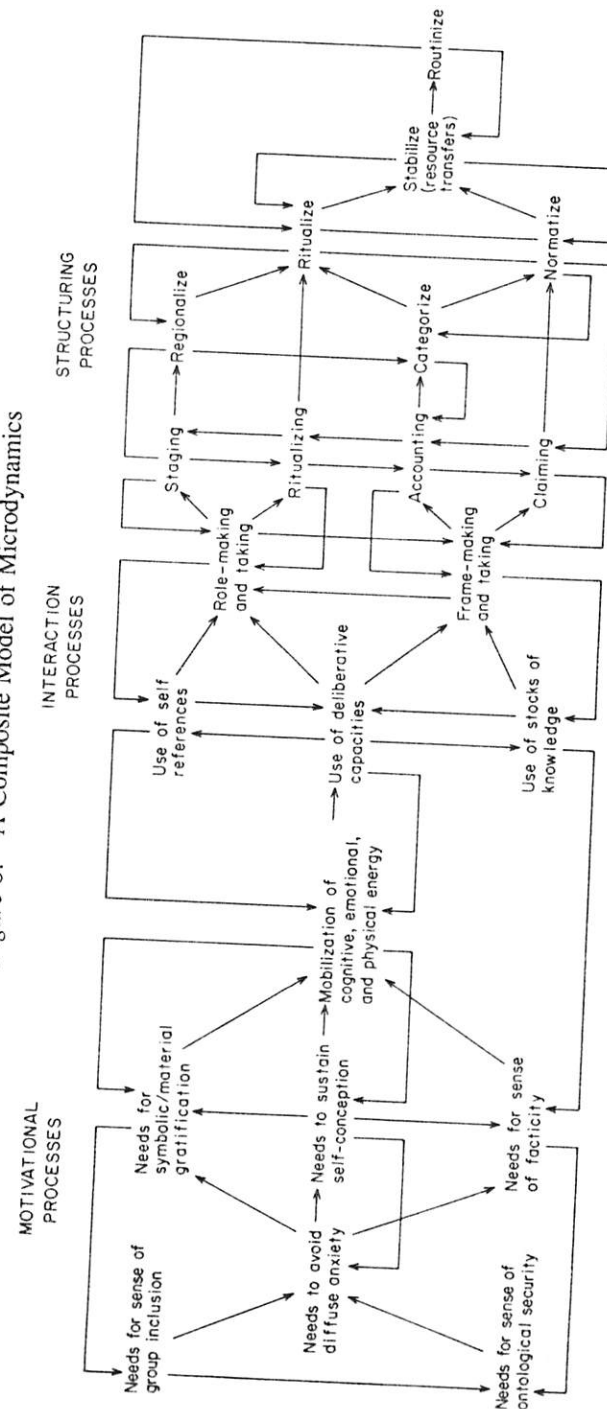 A Composite Model of Microdynamics
MOTIVATIONAL
PROCESSES
INTERACTION
PROCESSES
STRUCTURING
PROCESSES
Needs for sense of
group inclusion
Needs to avoid
diffuse anxiety
Needs for sense of
ontological security
Needs for
symbolic/material
gratification
Needs to sustain
self-conception
Needs for sense
of facticity
Mobilization of
cognitive, emotional,
and physical energy
Use of self
references
Use of deliberative
capacities
Use of stocks of
knowledge
Role-making
and taking
Frame-making
and taking
Staging
Ritualizing
Accounting
Claiming
Regionalize
Categorize
Ritualize
Normatize
Stabilize
(resource
transfers)
Routinize